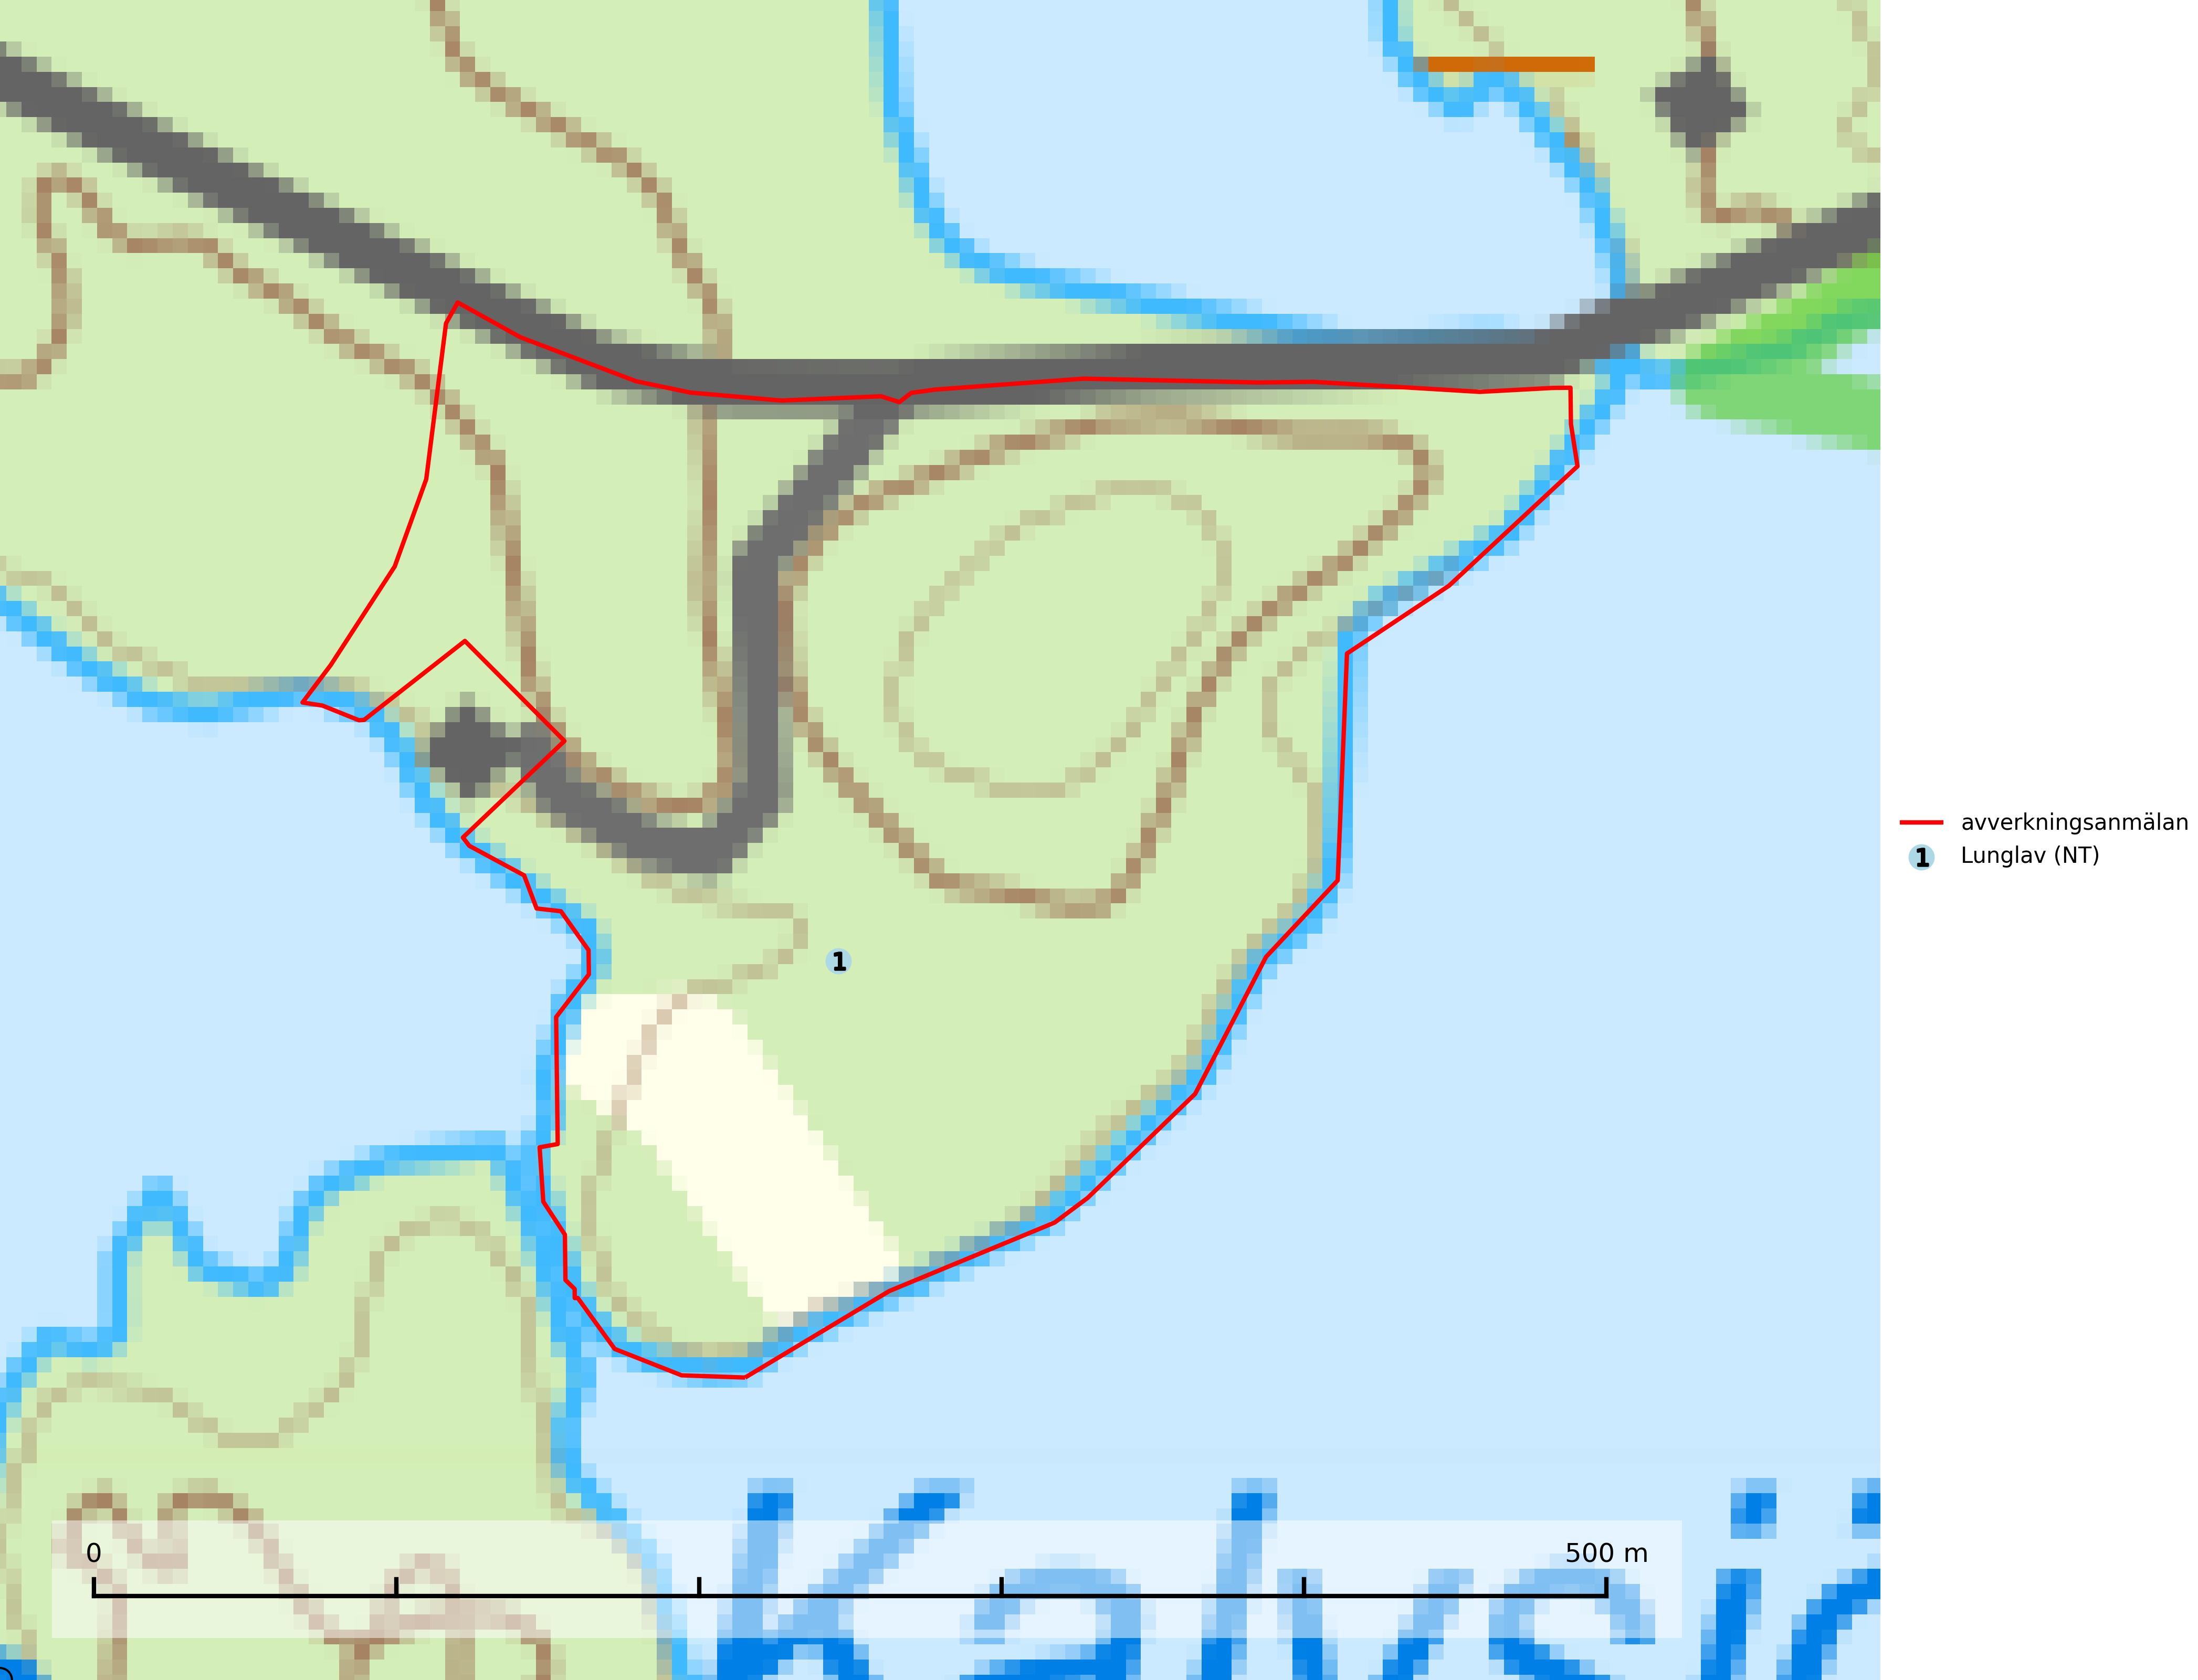 avverkningsanmälan
1 Lunglav (NT)
1
0 500 m